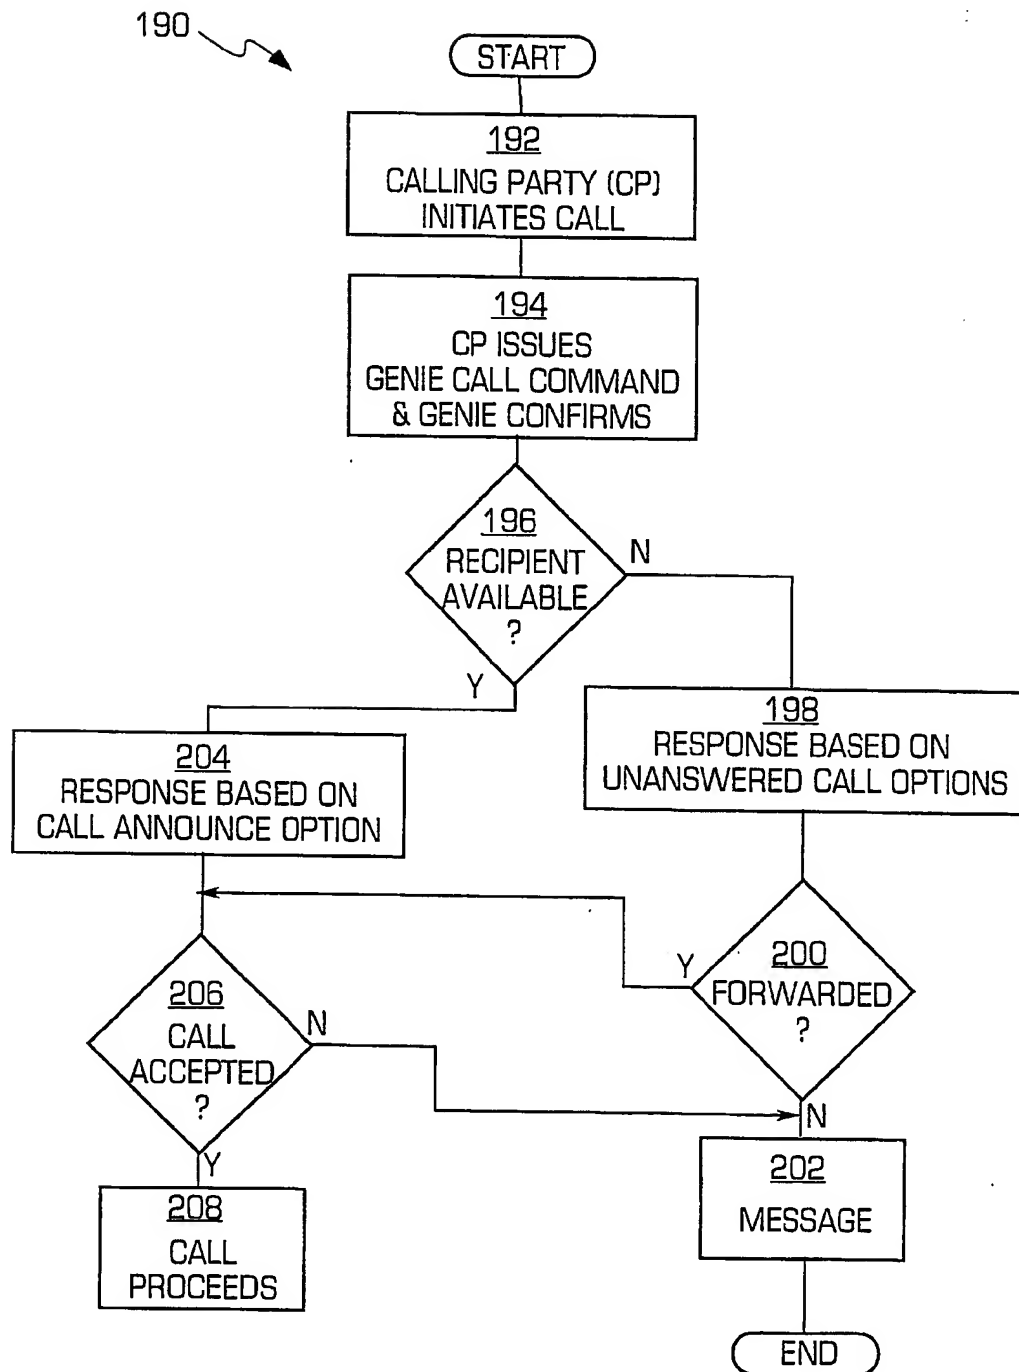 190
START
192
CALLING PARTY (CP)
INITIATES CALL
194
CP ISSUES
GENIE CALL COMMAND
& GENIE CONFIRMS
196
RECIPIENT
AVAILABLE
?
N
Y
198
RESPONSE BASED ON
UNANSWERED CALL OPTIONS
204
RESPONSE BASED ON
CALL ANNOUNCE OPTION
200
FORWARDED
?
Y
N
206
CALL
ACCEPTED
?
N
Y
202
MESSAGE
208
CALL
PROCEEDS
END